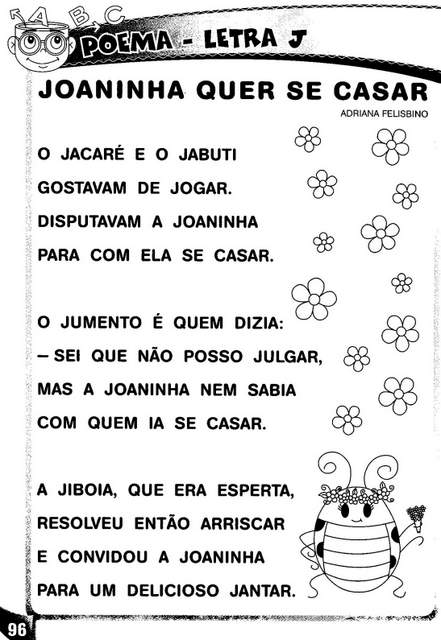 A B C
POEMA - LETRA J
JOANINHA QUER SE CASAR
ADRIANA FELISBINO
O JACARÉ E O JABUTI
GOSTAVAM DE JOGAR.
DISPUTAVAM A JOANINHA
PARA COM ELA SE CASAR.
O JUMENTO É QUEM DIZIA:
– SEI QUE NÃO POSSO JULGAR,
MAS A JOANINHA NEM SABIA
COM QUEM IA SE CASAR.
A JIBOIA, QUE ERA ESPERTA,
RESOLVEU ENTÃO ARRISCAR
E CONVIDOU A JOANINHA
PARA UM DELICIOSO JANTAR.
96